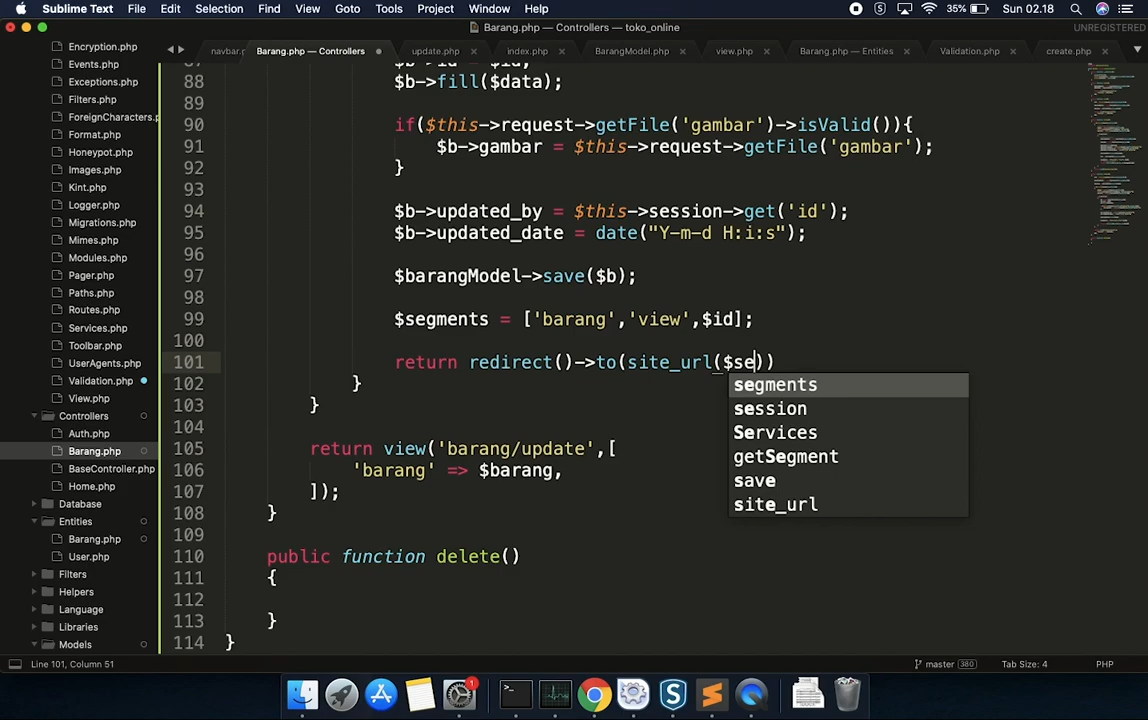 Sublime Text File Edit Selection Find View Goto Tools Project Window Help 35% Sun 02.18
Barang.php — Controllers — toko_online UNREGISTERED
navbar.p Barang.php — Controllers update.php index.php BarangModel.php view.php Barang.php — Entities Validation.php create.php
Encryption.php
Events.php
Exceptions.php
Filters.php
ForeignCharacters.p
Format.php
Honeypot.php
Images.php
Kint.php
Logger.php
Migrations.php
Mimes.php
Modules.php
Pager.php
Paths.php
Routes.php
Services.php
Toolbar.php
UserAgents.php
Validation.php
View.php
Controllers
Auth.php
Barang.php
BaseController.php
Home.php
Database
Entities
Barang.php
User.php
Filters
Helpers
Language
Libraries
Models
87 $b->id = $id;
88 $b->fill($data);
89
90 if($this->request->getFile('gambar')->isValid()){
91 $b->gambar = $this->request->getFile('gambar');
92 }
93
94 $b->updated_by = $this->session->get('id');
95 $b->updated_date = date("Y-m-d H:i:s");
96
97 $barangModel->save($b);
98
99 $segments = ['barang','view',$id];
100
101 return redirect()->to(site_url($se))
102 }
103 }
104
105 return view('barang/update',[
106 'barang' => $barang,
107 ]);
108 }
109
110 public function delete()
111 {
112
113 }
114 }
segments
session
Services
getSegment
save
site_url
Line 101, Column 51 master 380 Tab Size: 4 PHP
1